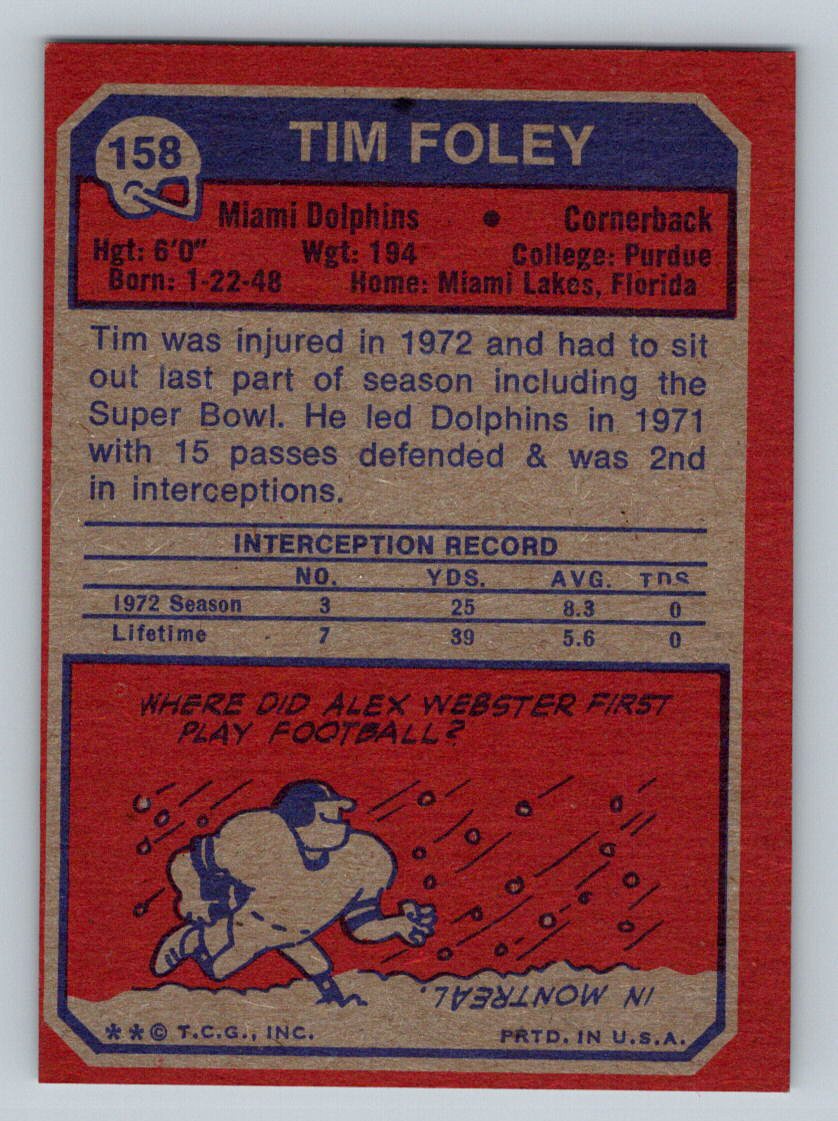 158
TIM FOLEY
Miami Dolphins • Cornerback
Hgt: 6'0" Wgt: 194 College: Purdue
Born: 1-22-48 Home: Miami Lakes, Florida
Tim was injured in 1972 and had to sit
out last part of season including the
Super Bowl. He led Dolphins in 1971
with 15 passes defended & was 2nd
in interceptions.
INTERCEPTION RECORD
NO. YDS. AVG. TDS
1972 Season 3 25 8.3 0
Lifetime 7 39 5.6 0
WHERE DID ALEX WEBSTER FIRST
PLAY FOOTBALL?
IN MONTREAL.
**© T.C.G., INC. PRTD. IN U.S.A.